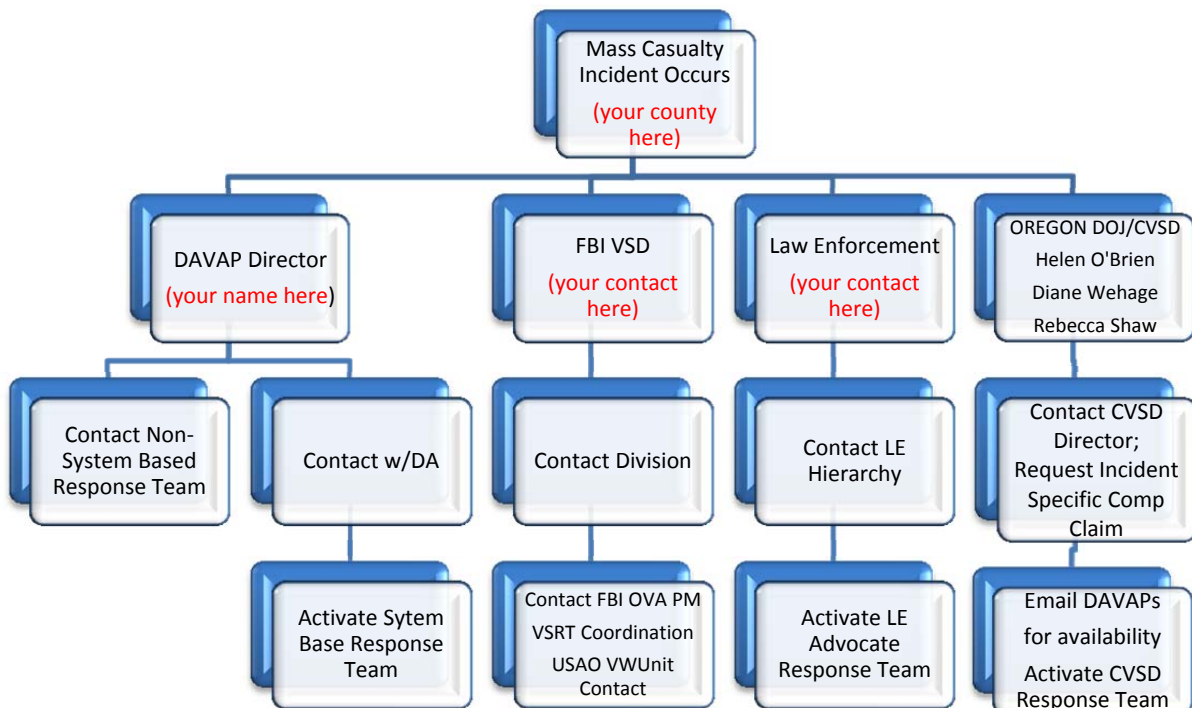 Mass Casualty
Incident Occurs
(your county
here)
DAVAP Director
(your name here)
FBI VSD
(your contact
here)
Law Enforcement
(your contact
here)
OREGON DOJ/CVSD
Helen O'Brien
Diane Wehage
Rebecca Shaw
Contact Non-
System Based
Response Team
Contact w/DA
Contact Division
Contact LE
Hierarchy
Contact CVSD
Director;
Request Incident
Specific Comp
Claim
Activate Sytem
Base Response
Team
Contact FBI OVA PM
VSRT Coordination
USAO VWUnit
Contact
Activate LE
Advocate
Response Team
Email DAVAPs
for availability
Activate CVSD
Response Team